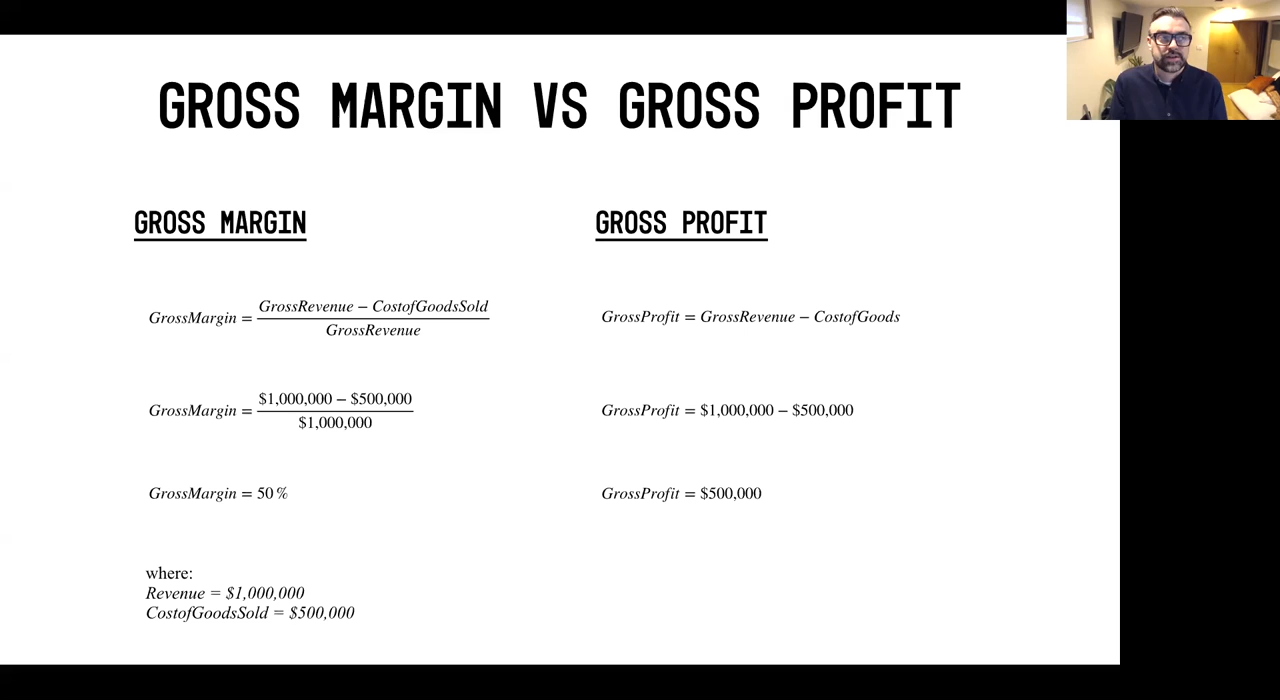 GROSS MARGIN VS GROSS PROFIT
GROSS MARGIN
GrossMargin = GrossRevenue − CostofGoodsSold / GrossRevenue
GrossMargin = $1,000,000 − $500,000 / $1,000,000
GrossMargin = 50%
where:
Revenue = $1,000,000
CostofGoodsSold = $500,000
GROSS PROFIT
GrossProfit = GrossRevenue − CostofGoods
GrossProfit = $1,000,000 − $500,000
GrossProfit = $500,000